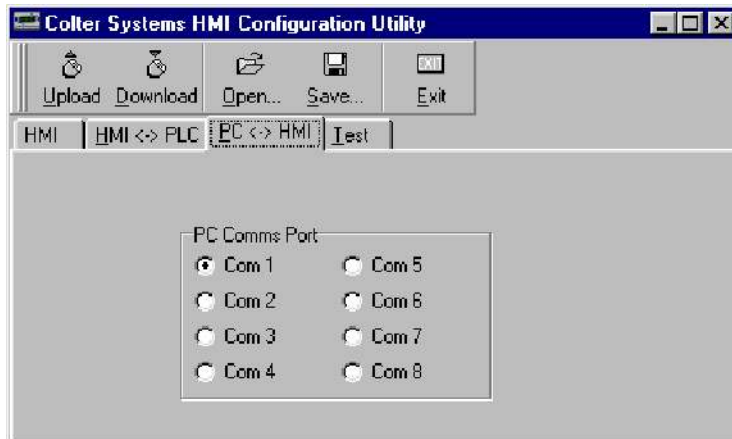 Colter Systems HMI Configuration Utility
Upload Download Open... Save... EXIT Exit
HMI HMI <-> PLC PC <-> HMI Test
PC Comms Port
Com 1 Com 5
Com 2 Com 6
Com 3 Com 7
Com 4 Com 8